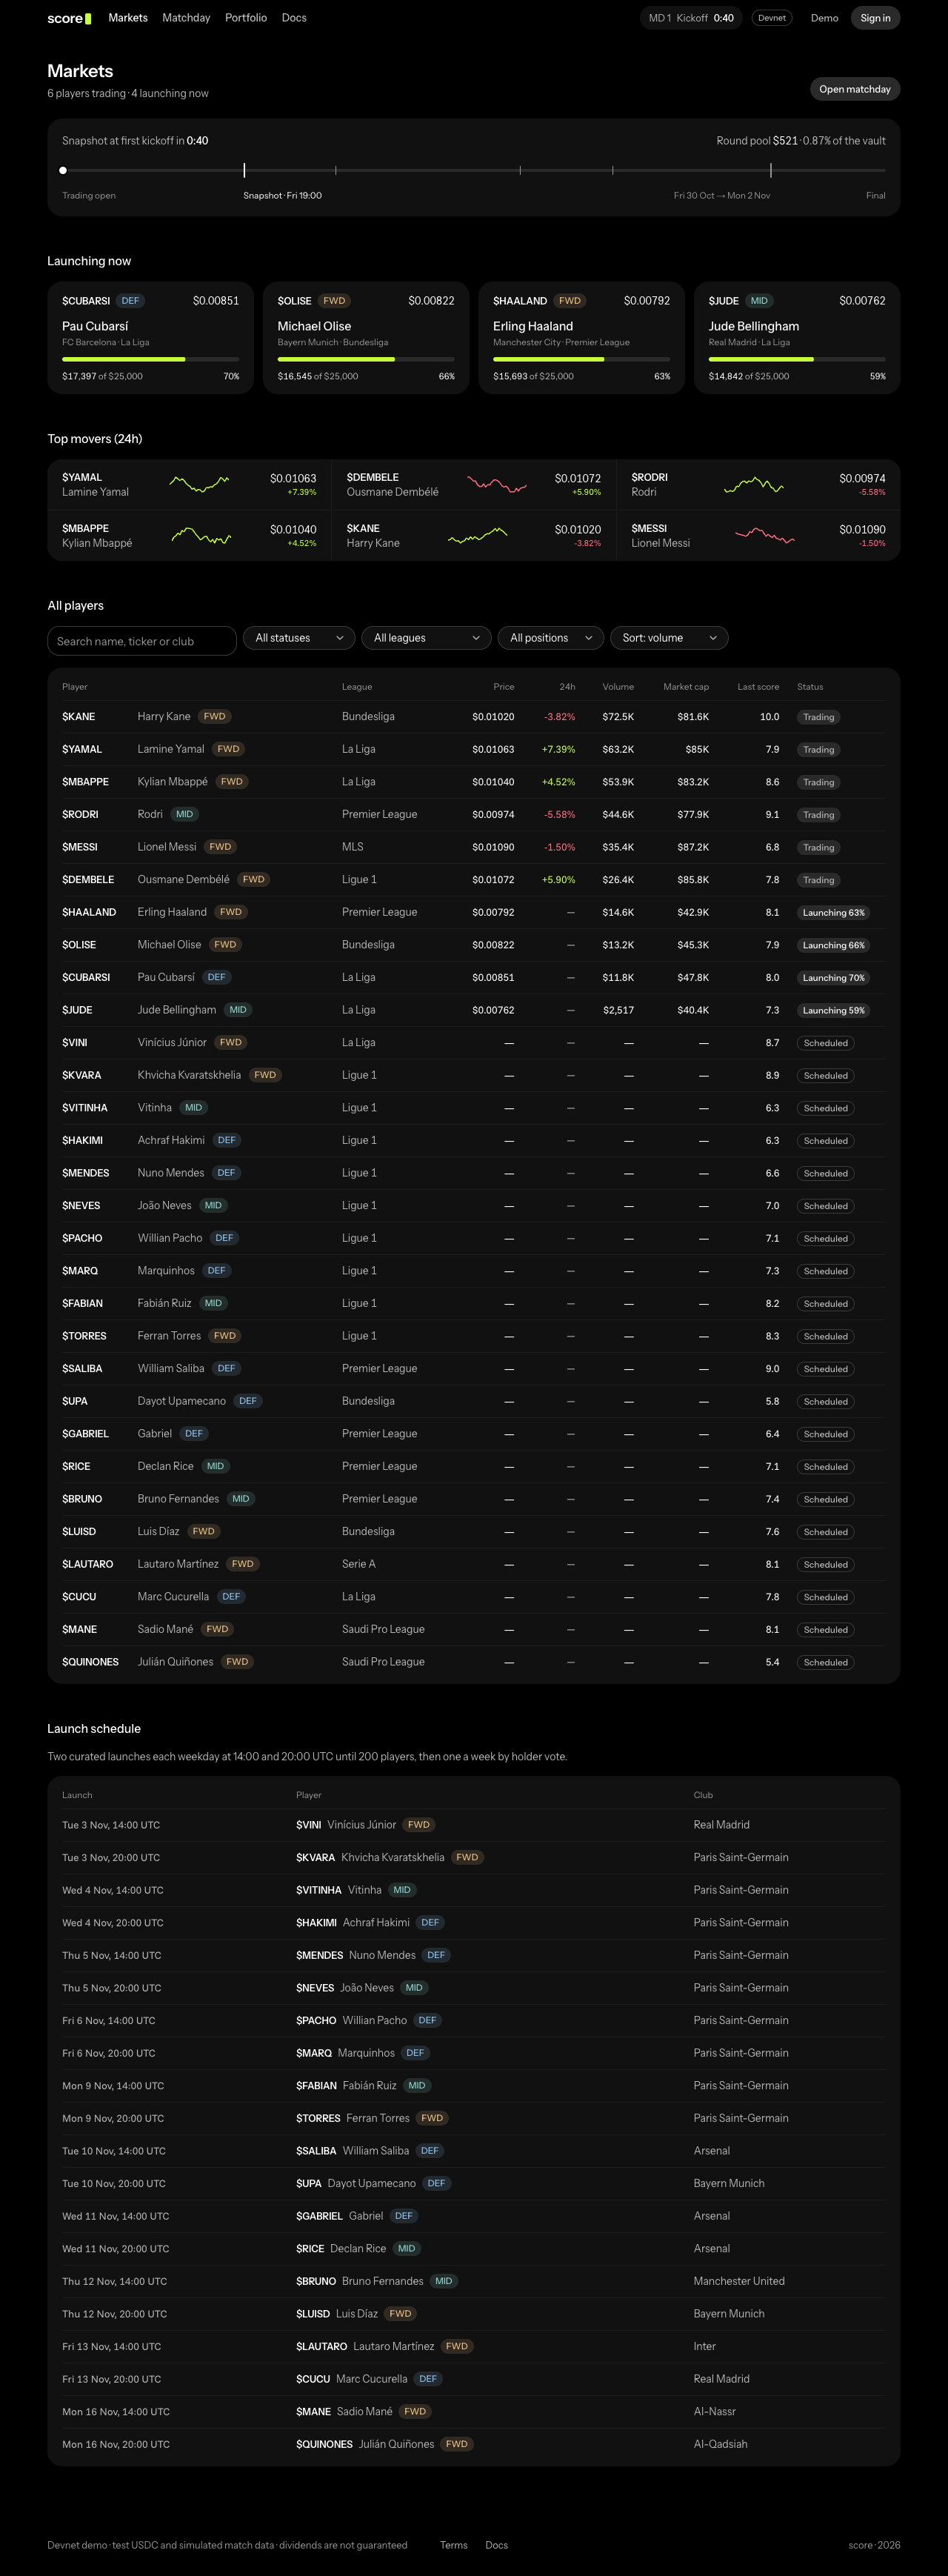 score Markets Matchday Portfolio Docs MD 1 Kickoff 0:40 Devnet Demo Sign in
Markets
6 players trading · 4 launching now
Open matchday
Snapshot at first kickoff in 0:40 Round pool $521 · 0.87% of the vault
Trading open Snapshot · Fri 19:00 Fri 30 Oct → Mon 2 Nov Final
Launching now
$CUBARSI DEF $0.00851
Pau Cubarsí
FC Barcelona · La Liga
$17,397 of $25,000 70%
$OLISE FWD $0.00822
Michael Olise
Bayern Munich · Bundesliga
$16,545 of $25,000 66%
$HAALAND FWD $0.00792
Erling Haaland
Manchester City · Premier League
$15,693 of $25,000 63%
$JUDE MID $0.00762
Jude Bellingham
Real Madrid · La Liga
$14,842 of $25,000 59%
Top movers (24h)
$YAMAL $0.01063
Lamine Yamal +7.39%
$DEMBELE $0.01072
Ousmane Dembélé +5.90%
$RODRI $0.00974
Rodri -5.58%
$MBAPPE $0.01040
Kylian Mbappé +4.52%
$KANE $0.01020
Harry Kane -3.82%
$MESSI $0.01090
Lionel Messi -1.50%
All players
Search name, ticker or club All statuses All leagues All positions Sort: volume
Player League Price 24h Volume Market cap Last score Status
$KANE Harry Kane FWD Bundesliga $0.01020 -3.82% $72.5K $81.6K 10.0 Trading
$YAMAL Lamine Yamal FWD La Liga $0.01063 +7.39% $63.2K $85K 7.9 Trading
$MBAPPE Kylian Mbappé FWD La Liga $0.01040 +4.52% $53.9K $83.2K 8.6 Trading
$RODRI Rodri MID Premier League $0.00974 -5.58% $44.6K $77.9K 9.1 Trading
$MESSI Lionel Messi FWD MLS $0.01090 -1.50% $35.4K $87.2K 6.8 Trading
$DEMBELE Ousmane Dembélé FWD Ligue 1 $0.01072 +5.90% $26.4K $85.8K 7.8 Trading
$HAALAND Erling Haaland FWD Premier League $0.00792 — $14.6K $42.9K 8.1 Launching 63%
$OLISE Michael Olise FWD Bundesliga $0.00822 — $13.2K $45.3K 7.9 Launching 66%
$CUBARSI Pau Cubarsí DEF La Liga $0.00851 — $11.8K $47.8K 8.0 Launching 70%
$JUDE Jude Bellingham MID La Liga $0.00762 — $2,517 $40.4K 7.3 Launching 59%
$VINI Vinícius Júnior FWD La Liga — — — — 8.7 Scheduled
$KVARA Khvicha Kvaratskhelia FWD Ligue 1 — — — — 8.9 Scheduled
$VITINHA Vitinha MID Ligue 1 — — — — 6.3 Scheduled
$HAKIMI Achraf Hakimi DEF Ligue 1 — — — — 6.3 Scheduled
$MENDES Nuno Mendes DEF Ligue 1 — — — — 6.6 Scheduled
$NEVES João Neves MID Ligue 1 — — — — 7.0 Scheduled
$PACHO Willian Pacho DEF Ligue 1 — — — — 7.1 Scheduled
$MARQ Marquinhos DEF Ligue 1 — — — — 7.3 Scheduled
$FABIAN Fabián Ruiz MID Ligue 1 — — — — 8.2 Scheduled
$TORRES Ferran Torres FWD Ligue 1 — — — — 8.3 Scheduled
$SALIBA William Saliba DEF Premier League — — — — 9.0 Scheduled
$UPA Dayot Upamecano DEF Bundesliga — — — — 5.8 Scheduled
$GABRIEL Gabriel DEF Premier League — — — — 6.4 Scheduled
$RICE Declan Rice MID Premier League — — — — 7.1 Scheduled
$BRUNO Bruno Fernandes MID Premier League — — — — 7.4 Scheduled
$LUISD Luis Díaz FWD Bundesliga — — — — 7.6 Scheduled
$LAUTARO Lautaro Martínez FWD Serie A — — — — 8.1 Scheduled
$CUCU Marc Cucurella DEF La Liga — — — — 7.8 Scheduled
$MANE Sadio Mané FWD Saudi Pro League — — — — 8.1 Scheduled
$QUINONES Julián Quiñones FWD Saudi Pro League — — — — 5.4 Scheduled
Launch schedule
Two curated launches each weekday at 14:00 and 20:00 UTC until 200 players, then one a week by holder vote.
Launch Player Club
Tue 3 Nov, 14:00 UTC $VINI Vinícius Júnior FWD Real Madrid
Tue 3 Nov, 20:00 UTC $KVARA Khvicha Kvaratskhelia FWD Paris Saint-Germain
Wed 4 Nov, 14:00 UTC $VITINHA Vitinha MID Paris Saint-Germain
Wed 4 Nov, 20:00 UTC $HAKIMI Achraf Hakimi DEF Paris Saint-Germain
Thu 5 Nov, 14:00 UTC $MENDES Nuno Mendes DEF Paris Saint-Germain
Thu 5 Nov, 20:00 UTC $NEVES João Neves MID Paris Saint-Germain
Fri 6 Nov, 14:00 UTC $PACHO Willian Pacho DEF Paris Saint-Germain
Fri 6 Nov, 20:00 UTC $MARQ Marquinhos DEF Paris Saint-Germain
Mon 9 Nov, 14:00 UTC $FABIAN Fabián Ruiz MID Paris Saint-Germain
Mon 9 Nov, 20:00 UTC $TORRES Ferran Torres FWD Paris Saint-Germain
Tue 10 Nov, 14:00 UTC $SALIBA William Saliba DEF Arsenal
Tue 10 Nov, 20:00 UTC $UPA Dayot Upamecano DEF Bayern Munich
Wed 11 Nov, 14:00 UTC $GABRIEL Gabriel DEF Arsenal
Wed 11 Nov, 20:00 UTC $RICE Declan Rice MID Arsenal
Thu 12 Nov, 14:00 UTC $BRUNO Bruno Fernandes MID Manchester United
Thu 12 Nov, 20:00 UTC $LUISD Luis Díaz FWD Bayern Munich
Fri 13 Nov, 14:00 UTC $LAUTARO Lautaro Martínez FWD Inter
Fri 13 Nov, 20:00 UTC $CUCU Marc Cucurella DEF Real Madrid
Mon 16 Nov, 14:00 UTC $MANE Sadio Mané FWD Al-Nassr
Mon 16 Nov, 20:00 UTC $QUINONES Julián Quiñones FWD Al-Qadsiah
Devnet demo · test USDC and simulated match data · dividends are not guaranteed Terms Docs score · 2026